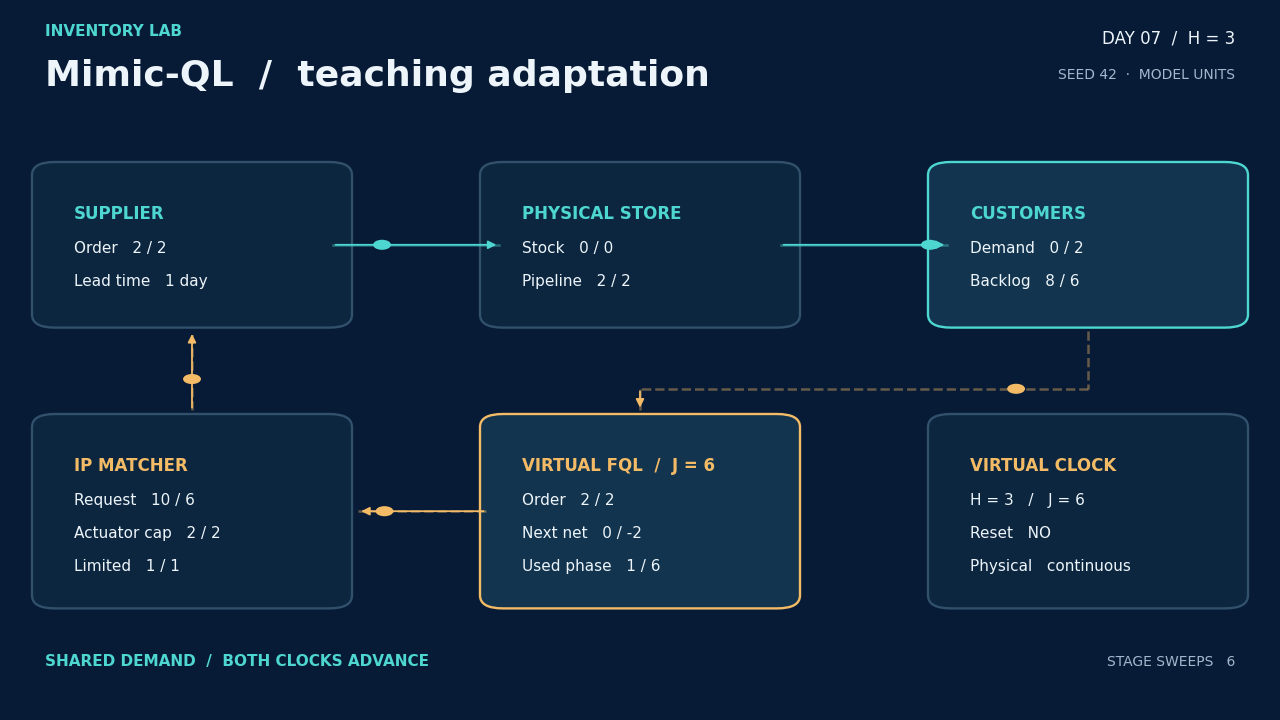 INVENTORY LAB
Mimic-QL / teaching adaptation
DAY 07 / H = 3
SEED 42 · MODEL UNITS
SUPPLIER
Order 2 / 2
Lead time 1 day
PHYSICAL STORE
Stock 0 / 0
Pipeline 2 / 2
CUSTOMERS
Demand 0 / 2
Backlog 8 / 6
IP MATCHER
Request 10 / 6
Actuator cap 2 / 2
Limited 1 / 1
VIRTUAL FQL / J = 6
Order 2 / 2
Next net 0 / -2
Used phase 1 / 6
VIRTUAL CLOCK
H = 3 / J = 6
Reset NO
Physical continuous
SHARED DEMAND / BOTH CLOCKS ADVANCE
STAGE SWEEPS 6